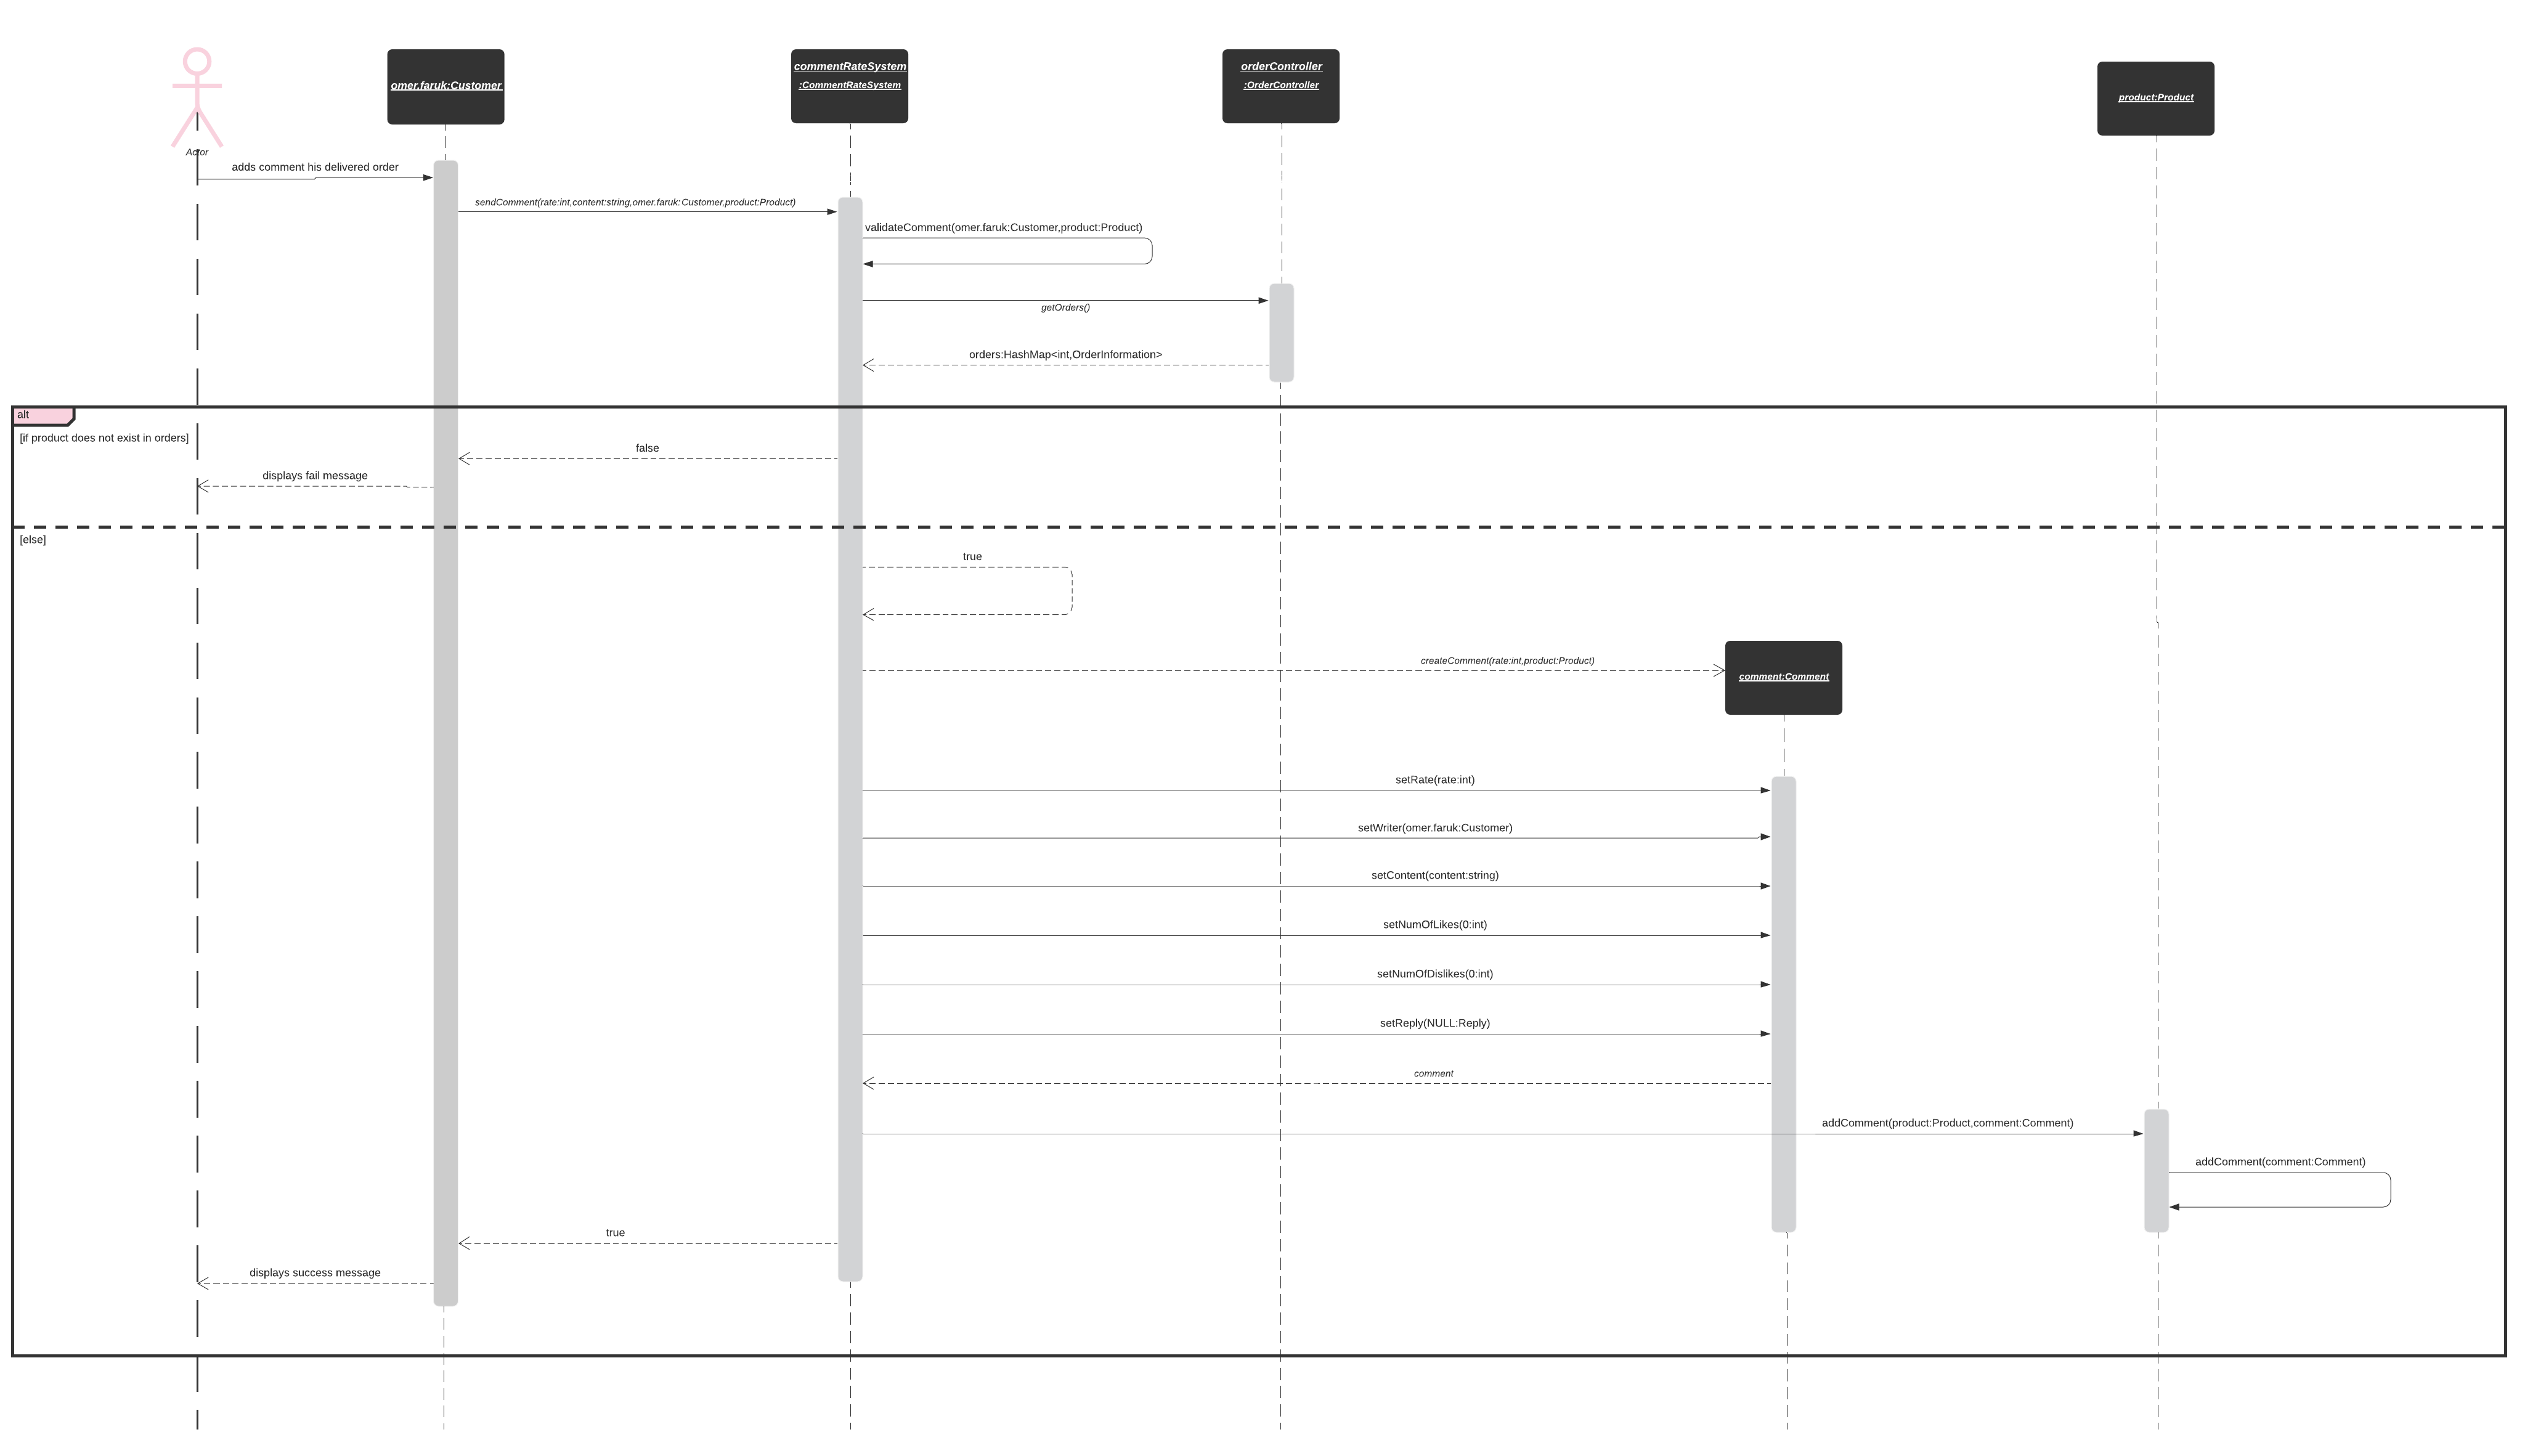 omer.faruk:Customer
commentRateSystem
:CommentRateSystem
orderController
:OrderController
product:Product
Actor
adds comment his delivered order
sendComment(rate:int,content:string,omer.faruk:Customer,product:Product)
validateComment(omer.faruk:Customer,product:Product)
getOrders()
orders:HashMap<int,OrderInformation>
alt
[if product does not exist in orders]
false
displays fail message
[else]
true
createComment(rate:int,product:Product)
comment:Comment
setRate(rate:int)
setWriter(omer.faruk:Customer)
setContent(content:string)
setNumOfLikes(0:int)
setNumOfDislikes(0:int)
setReply(NULL:Reply)
comment
addComment(product:Product,comment:Comment)
addComment(comment:Comment)
true
displays success message